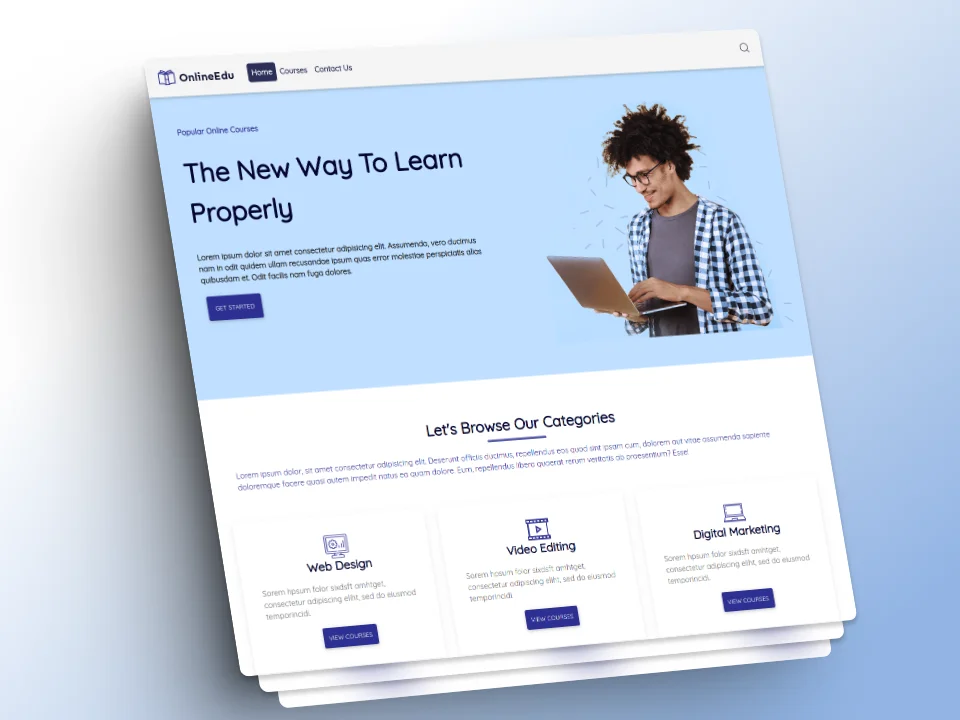 OnlineEdu
Home
Courses
Contact Us
Popular Online Courses
The New Way To Learn
Properly
Lorem ipsum dolor sit amet consectetur adipisicing elit. Assumenda, vero ducimus
nam in odit quidem ullam recusandae ipsum quas error molestiae perspiciatis alias
quibusdam et. Odit facilis nam fuga dolores.
GET STARTED
Let's Browse Our Categories
Lorem ipsum dolor, sit amet consectetur adipisicing elit. Deserunt officiis ducimus, repellendus eos quod sint ipsam cum, dolorem aut vitae assumenda sapiente
doloremque facere quasi autem impedit natus ea quam dolore. Eum, repellendus libero quaerat rerum veritatis ab praesentium? Esse!
Web Design
Sorem hpsum folor sixdsft amhtget,
consectetur adipiscing eliht, sed do eiusmod
temporincidi.
VIEW COURSES
Video Editing
Sorem hpsum folor sixdsft amhtget,
consectetur adipiscing eliht, sed do eiusmod
temporincidi.
VIEW COURSES
Digital Marketing
Sorem hpsum folor sixdsft amhtget,
consectetur adipiscing eliht, sed do eiusmod
temporincidi.
VIEW COURSES